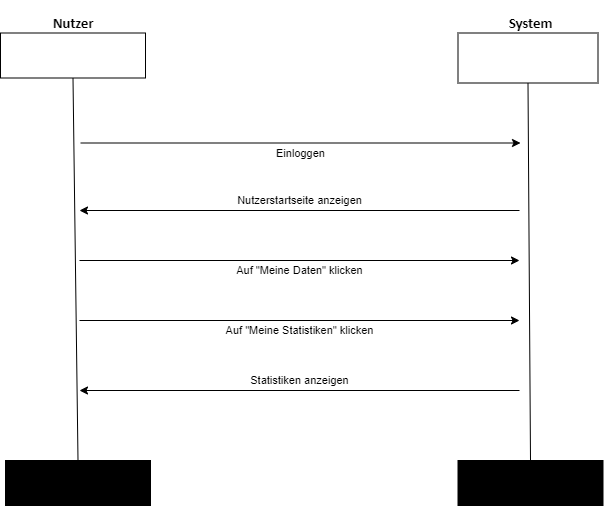 Nutzer
System
Einloggen
Nutzerstartseite anzeigen
Auf "Meine Daten" klicken
Auf "Meine Statistiken" klicken
Statistiken anzeigen